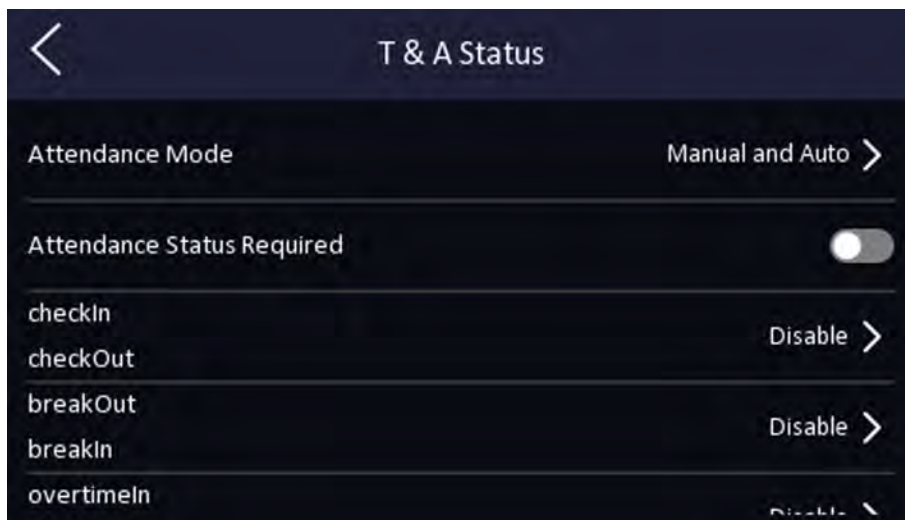 T & A Status
Attendance Mode
Manual and Auto
Attendance Status Required
checkIn
checkOut
Disable
breakOut
breakIn
Disable
overtimeIn